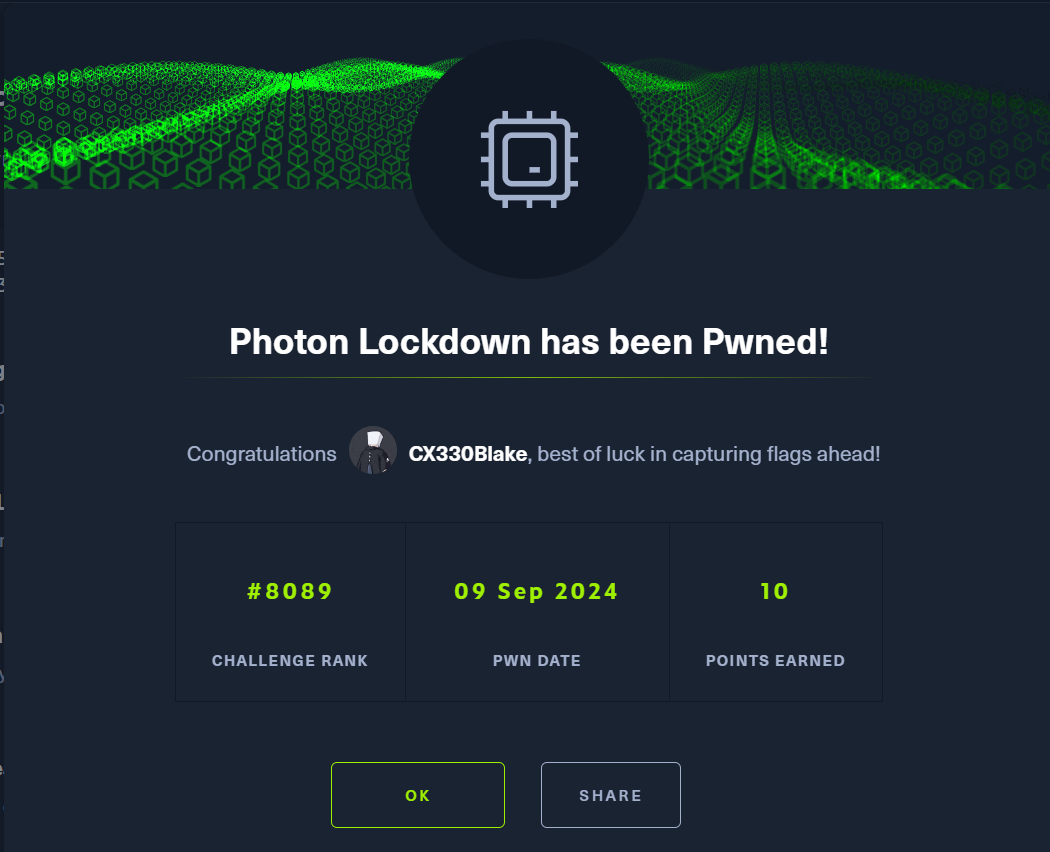 Photon Lockdown has been Pwned!
Congratulations CX330Blake, best of luck in capturing flags ahead!
#8089 09 Sep 2024 10
CHALLENGE RANK PWN DATE POINTS EARNED
OK SHARE